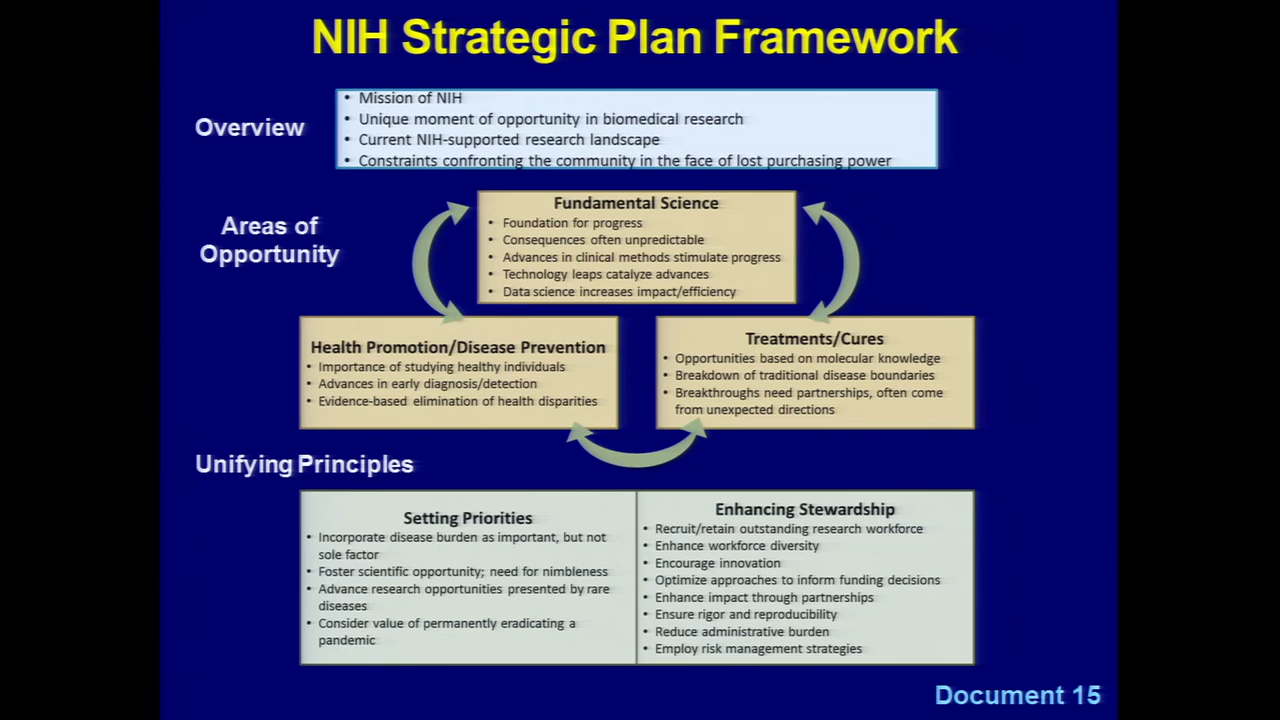 NIH Strategic Plan Framework
Overview
• Mission of NIH
• Unique moment of opportunity in biomedical research
• Current NIH-supported research landscape
• Constraints confronting the community in the face of lost purchasing power
Areas of
Opportunity
Fundamental Science
• Foundation for progress
• Consequences often unpredictable
• Advances in clinical methods stimulate progress
• Technology leaps catalyze advances
• Data science increases impact/efficiency
Health Promotion/Disease Prevention
• Importance of studying healthy individuals
• Advances in early diagnosis/detection
• Evidence-based elimination of health disparities
Treatments/Cures
• Opportunities based on molecular knowledge
• Breakdown of traditional disease boundaries
• Breakthroughs need partnerships, often come
from unexpected directions
Unifying Principles
Setting Priorities
• Incorporate disease burden as important, but not
sole factor
• Foster scientific opportunity; need for nimbleness
• Advance research opportunities presented by rare
diseases
• Consider value of permanently eradicating a
pandemic
Enhancing Stewardship
• Recruit/retain outstanding research workforce
• Enhance workforce diversity
• Encourage innovation
• Optimize approaches to inform funding decisions
• Enhance impact through partnerships
• Ensure rigor and reproducibility
• Reduce administrative burden
• Employ risk management strategies
Document 15